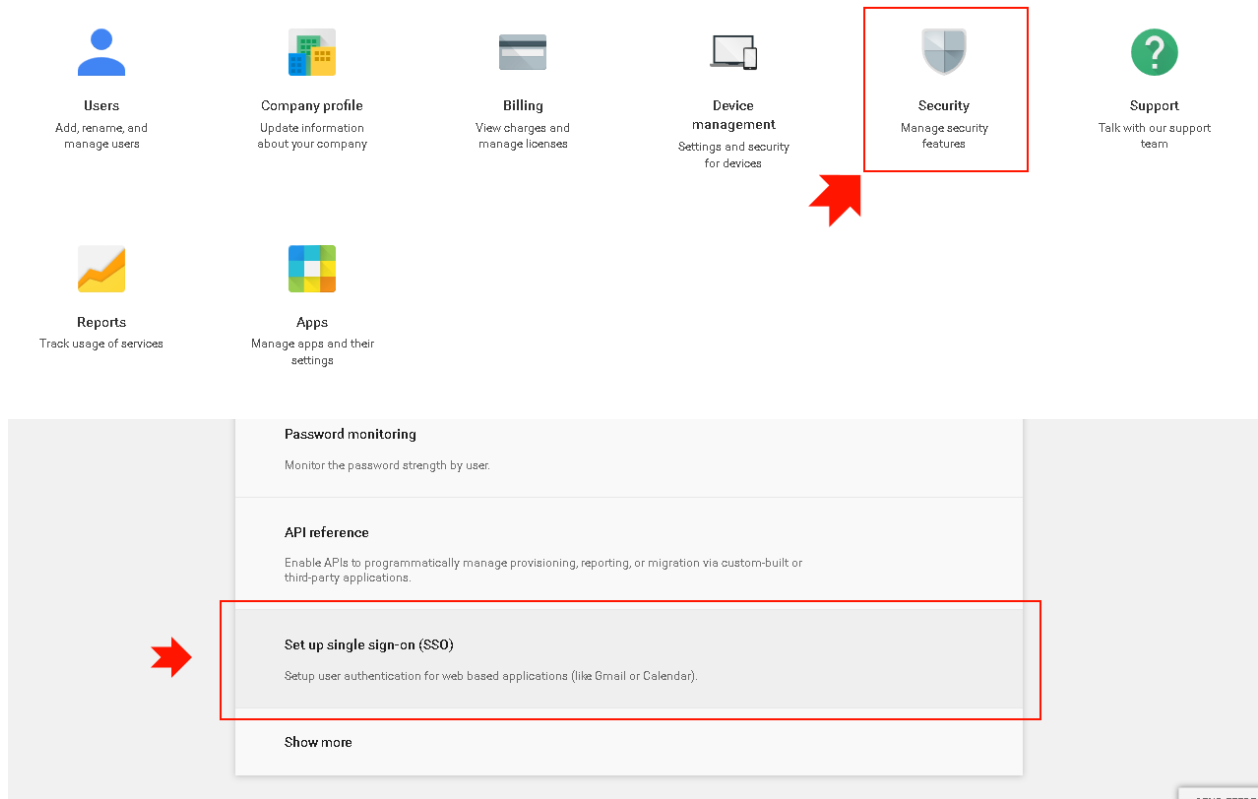 Users
Add, rename, and
manage users
Company profile
Update information
about your company
Billing
View charges and
manage licenses
Device
management
Settings and security
for devices
Security
Manage security
features
Support
Talk with our support
team
Reports
Track usage of services
Apps
Manage apps and their
settings
Password monitoring
Monitor the password strength by user.
API reference
Enable APIs to programmatically manage provisioning, reporting, or migration via custom-built or
third-party applications.
Set up single sign-on (SSO)
Setup user authentication for web based applications (like Gmail or Calendar).
Show more